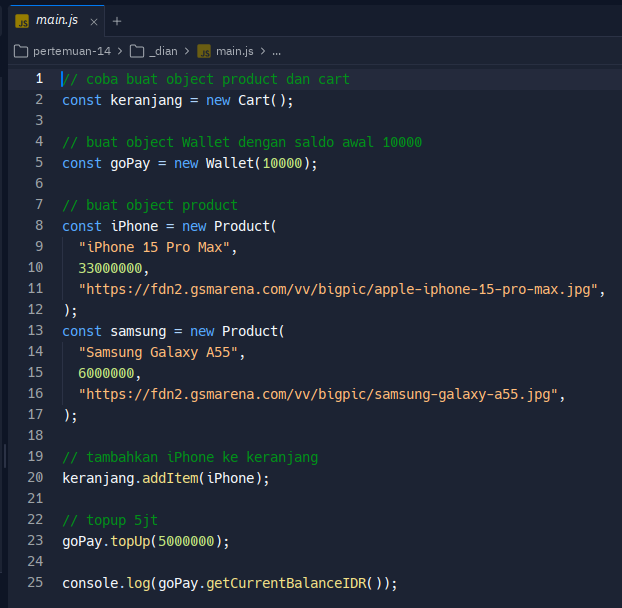 JS main.js × +
pertemuan-14 > _dian > JS main.js > ...
1 // coba buat object product dan cart
2 const keranjang = new Cart();
3
4 // buat object Wallet dengan saldo awal 10000
5 const goPay = new Wallet(10000);
6
7 // buat object product
8 const iPhone = new Product(
9 "iPhone 15 Pro Max",
10 33000000,
11 "https://fdn2.gsmarena.com/vv/bigpic/apple-iphone-15-pro-max.jpg",
12 );
13 const samsung = new Product(
14 "Samsung Galaxy A55",
15 6000000,
16 "https://fdn2.gsmarena.com/vv/bigpic/samsung-galaxy-a55.jpg",
17 );
18
19 // tambahkan iPhone ke keranjang
20 keranjang.addItem(iPhone);
21
22 // topup 5jt
23 goPay.topUp(5000000);
24
25 console.log(goPay.getCurrentBalanceIDR());